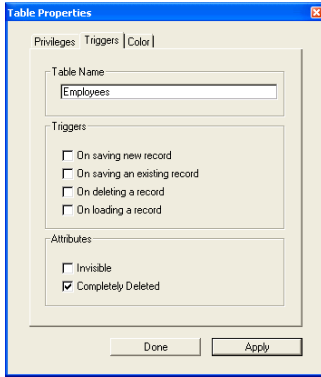 Table Properties
Privileges Triggers Color
Table Name
Employees
Triggers
On saving new record
On saving an existing record
On deleting a record
On loading a record
Attributes
Invisible
Completely Deleted
Done Apply